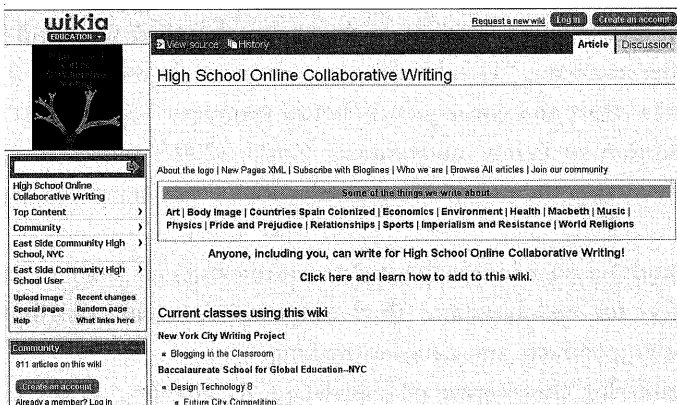 wikia
EDUCATION
Request a new wiki
Log in
Create an account
View source
History
Article
Discussion
High School Online Collaborative Writing
About the logo | New Pages XML | Subscribe with Bloglines | Who we are | Browse All articles | Join our community
Some of the things we write about
Art | Body Image | Countries Spain Colonized | Economics | Environment | Health | Macbeth | Music |
Physics | Pride and Prejudice | Relationships | Sports | Imperialism and Resistance | World Religions
Anyone, including you, can write for High School Online Collaborative Writing!
Click here and learn how to add to this wiki.
Current classes using this wiki
New York City Writing Project
Blogging in the Classroom
Baccalaureate School for Global Education--NYC
Design Technology 8
Future City Competition
High School Online
Collaborative Writing
Top Content
Community
East Side Community High
School, NYC
East Side Community High
School User
Upload image
Recent changes
Special pages
Random page
Help
What links here
Community
811 articles on this wiki
Create an account
Already a member? Log in